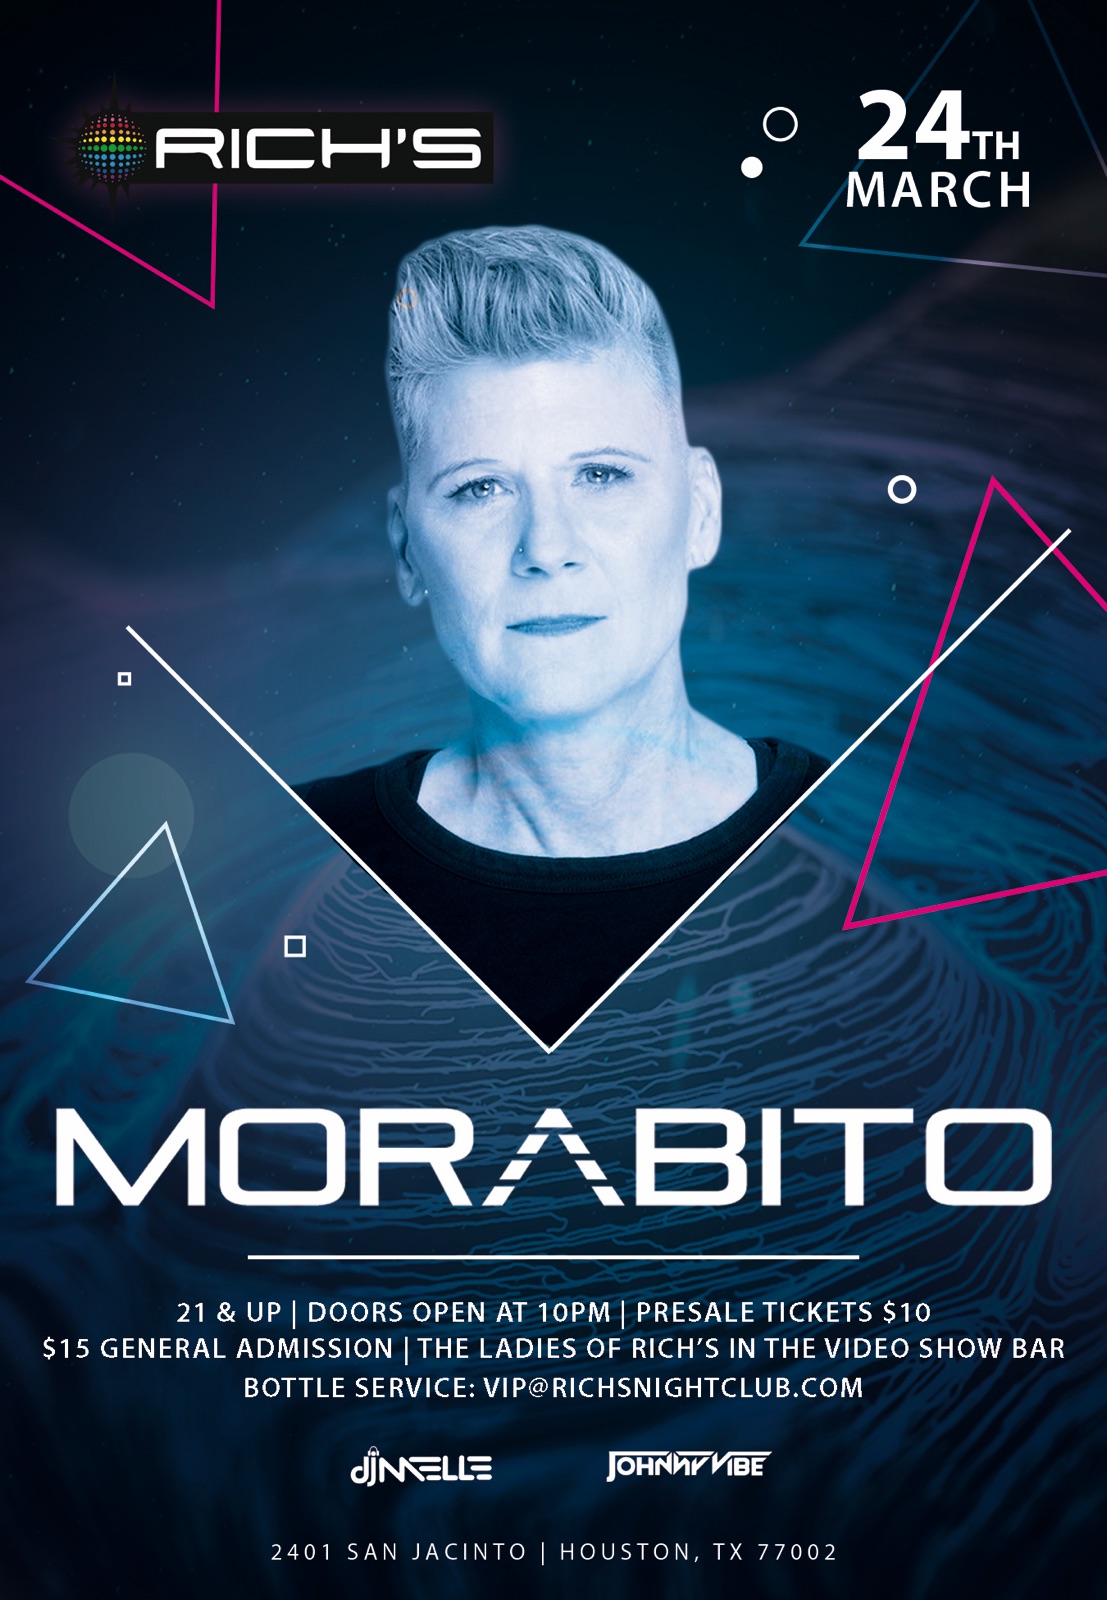 RICH'S
24TH
MARCH
MORABITO
21 & UP | DOORS OPEN AT 10PM | PRESALE TICKETS $10
$15 GENERAL ADMISSION | THE LADIES OF RICH'S IN THE VIDEO SHOW BAR
BOTTLE SERVICE: VIP@RICHSNIGHTCLUB.COM
djMELLE
JOHNNY VIBE
2401 SAN JACINTO | HOUSTON, TX 77002